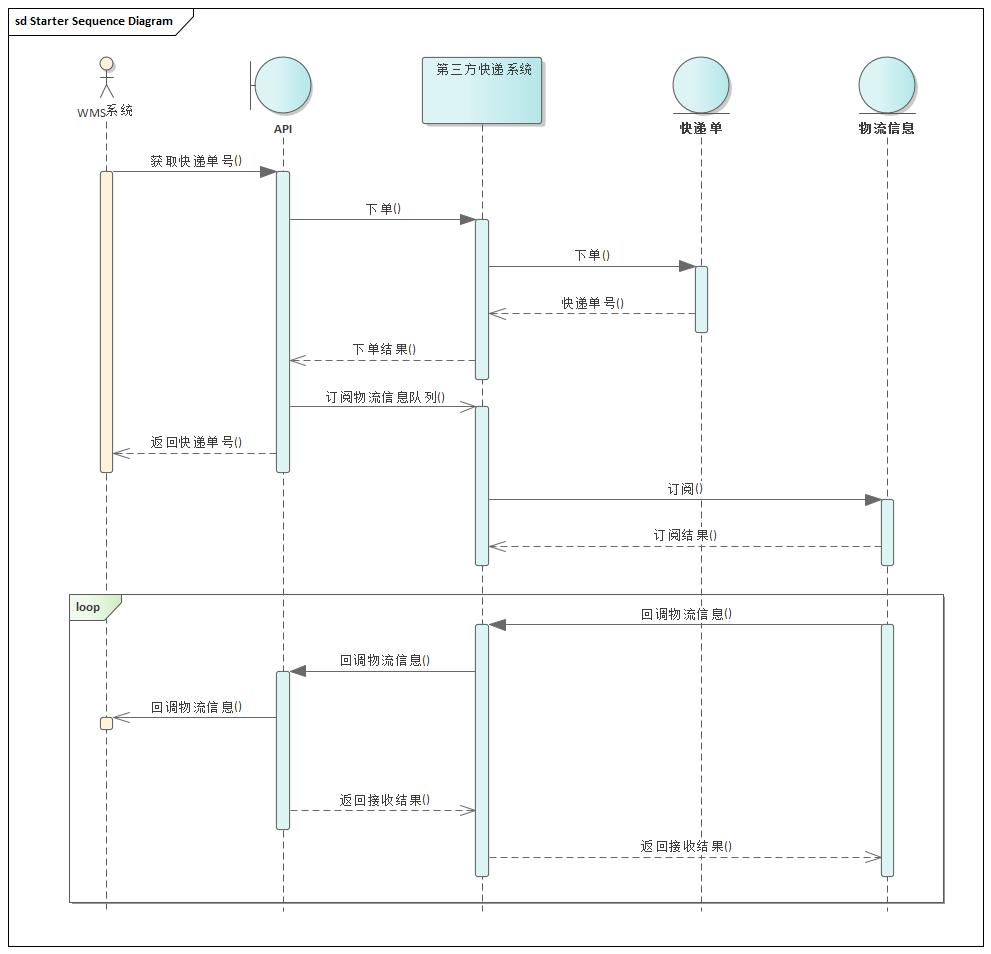 sd Starter Sequence Diagram
WMS系统
API
第三方快递系统
快递单
物流信息
获取快递单号()
下单()
下单()
快递单号()
下单结果()
订阅物流信息队列()
返回快递单号()
订阅()
订阅结果()
loop
回调物流信息()
回调物流信息()
回调物流信息()
返回接收结果()
返回接收结果()